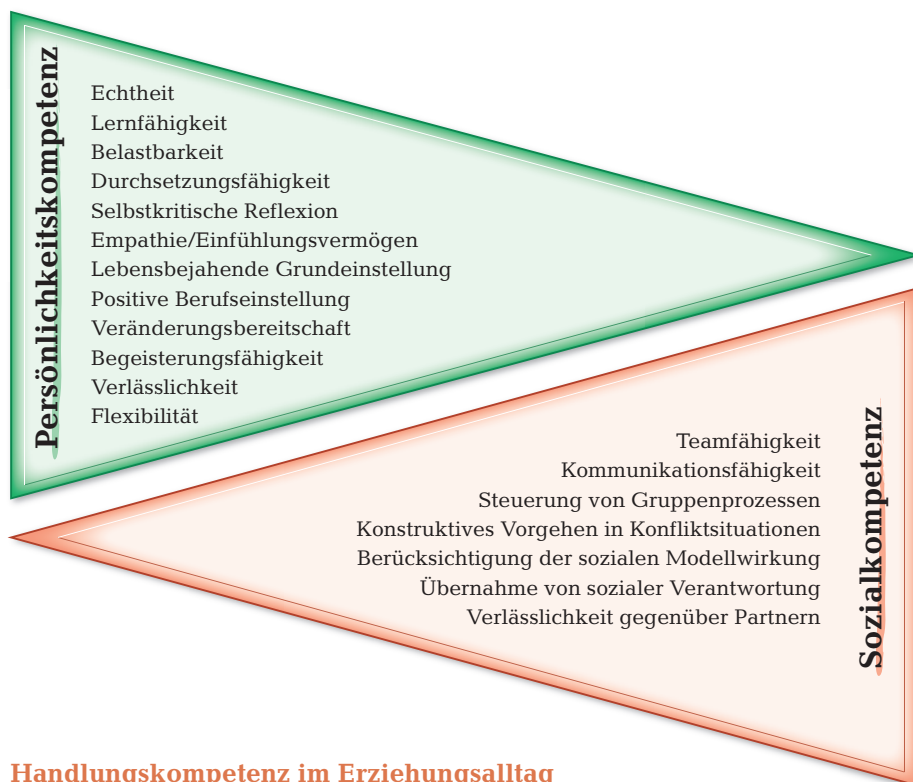 Persönlichkeitskompetenz
Echtheit
Lernfähigkeit
Belastbarkeit
Durchsetzungsfähigkeit
Selbstkritische Reflexion
Empathie/Einfühlungsvermögen
Lebensbejahende Grundeinstellung
Positive Berufseinstellung
Veränderungsbereitschaft
Begeisterungsfähigkeit
Verlässlichkeit
Flexibilität
Teamfähigkeit
Kommunikationsfähigkeit
Steuerung von Gruppenprozessen
Konstruktives Vorgehen in Konfliktsituationen
Berücksichtigung der sozialen Modellwirkung
Übernahme von sozialer Verantwortung
Verlässlichkeit gegenüber Partnern
Sozialkompetenz
Handlungskompetenz im Erziehungsalltag